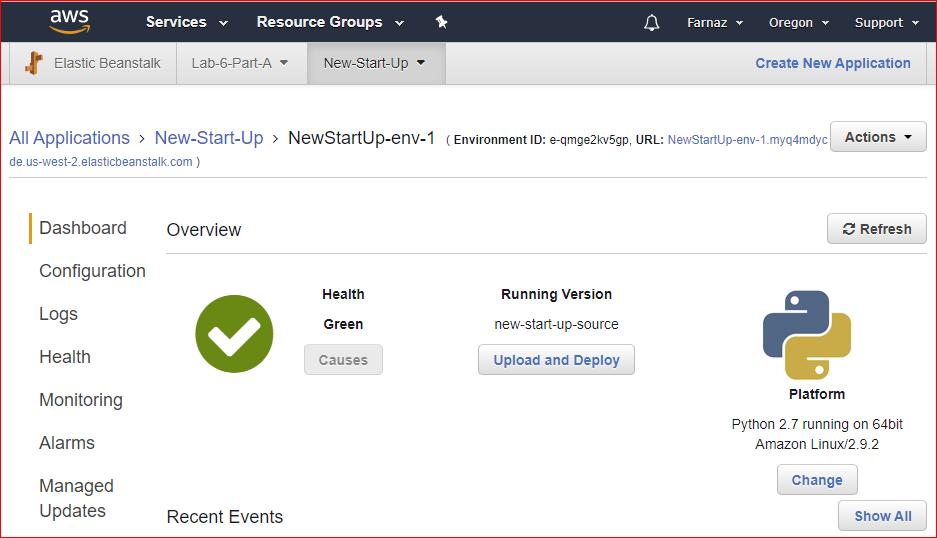 aws Services Resource Groups Farnaz Oregon Support
Elastic Beanstalk Lab-6-Part-A New-Start-Up Create New Application
All Applications › New-Start-Up › NewStartUp-env-1 ( Environment ID: e-qmge2kv5gp, URL: NewStartUp-env-1.myq4mdyc Actions
de.us-west-2.elasticbeanstalk.com )
Dashboard
Configuration
Logs
Health
Monitoring
Alarms
Managed
Updates
Overview Refresh
Health
Green
Causes
Running Version
new-start-up-source
Upload and Deploy
Platform
Python 2.7 running on 64bit
Amazon Linux/2.9.2
Change
Recent Events Show All